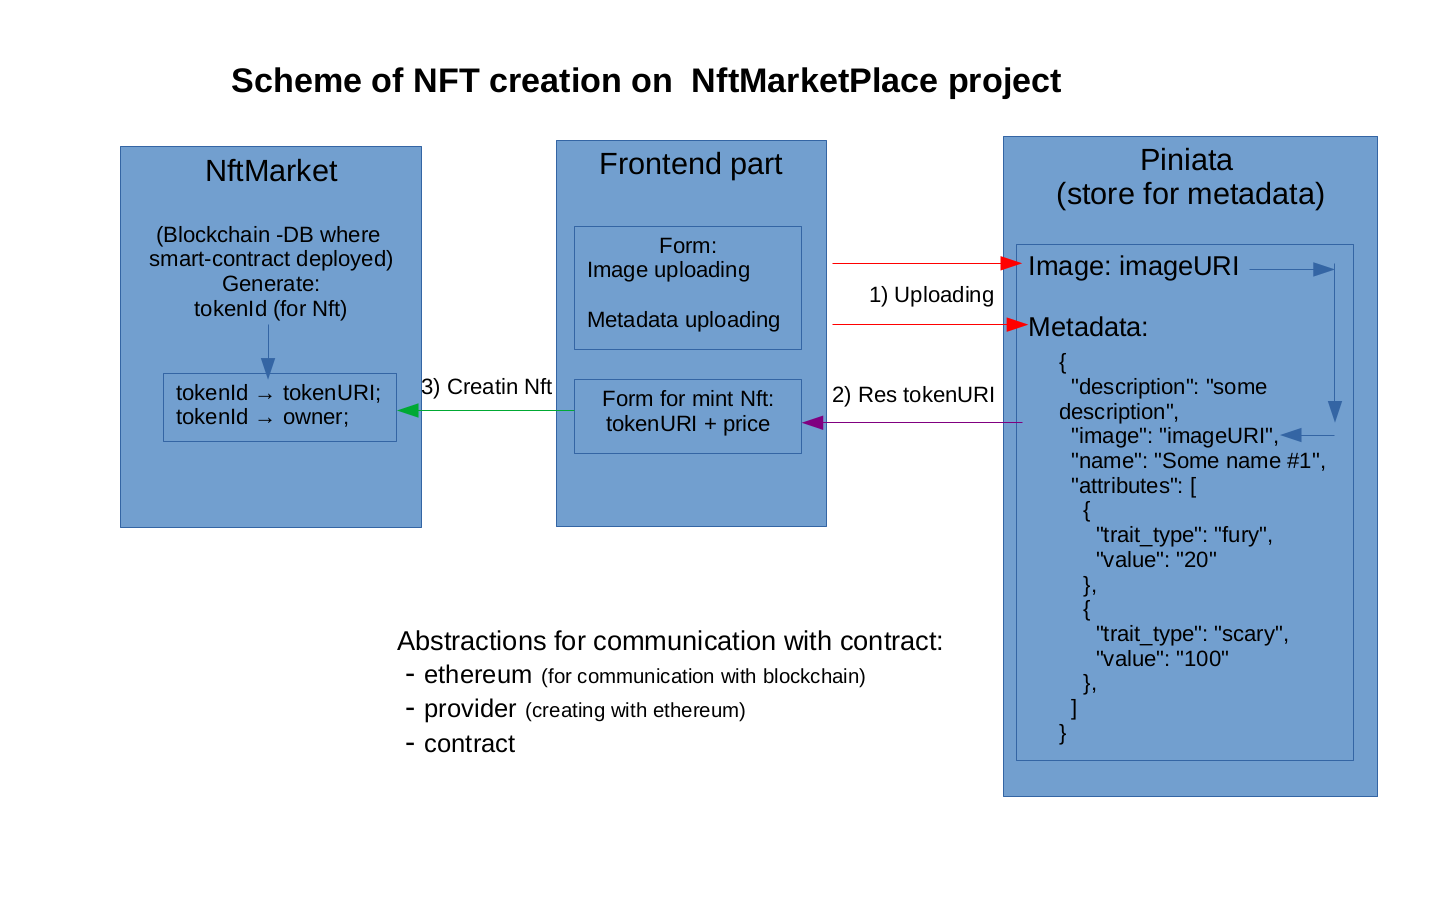 Scheme of NFT creation on  NftMarketPlace project
NftMarket
(Blockchain -DB where
smart-contract deployed)
Generate:
tokenId (for Nft)
tokenId → tokenURI;
tokenId → owner;
3) Creatin Nft
Frontend part
Form:
Image uploading
Metadata uploading
Form for mint Nft:
tokenURI + price
1) Uploading
2) Res tokenURI
Piniata
(store for metadata)
Image: imageURI
Metadata:
{
"description": "some
description",
"image": "imageURI",
"name": "Some name #1",
"attributes": [
{
"trait_type": "fury",
"value": "20"
},
{
"trait_type": "scary",
"value": "100"
},
]
}
Abstractions for communication with contract:
- ethereum (for communication with blockchain)
- provider (creating with ethereum)
- contract